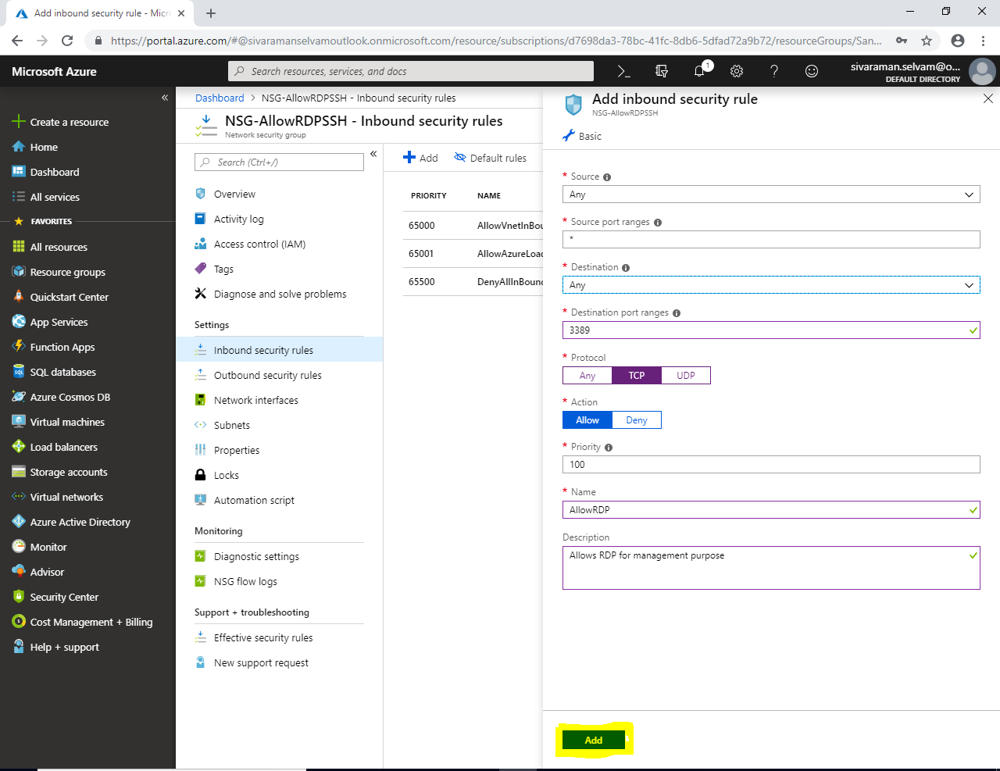 Add inbound security rule - Micr
https://portal.azure.com/#@sivaramanselvamoutlook.onmicrosoft.com/resource/subscriptions/d7698da3-78bc-41fc-8db6-5dfad72a9b72/resourceGroups/San...
Microsoft Azure
Search resources, services, and docs
1
sivaraman.selvam@o...
DEFAULT DIRECTORY
Create a resource
Home
Dashboard
All services
FAVORITES
All resources
Resource groups
Quickstart Center
App Services
Function Apps
SQL databases
Azure Cosmos DB
Virtual machines
Load balancers
Storage accounts
Virtual networks
Azure Active Directory
Monitor
Advisor
Security Center
Cost Management + Billing
Help + support
Dashboard > NSG-AllowRDPSSH - Inbound security rules
NSG-AllowRDPSSH - Inbound security rules
Network security group
Search (Ctrl+/)
Overview
Activity log
Access control (IAM)
Tags
Diagnose and solve problems
Settings
Inbound security rules
Outbound security rules
Network interfaces
Subnets
Properties
Locks
Automation script
Monitoring
Diagnostic settings
NSG flow logs
Support + troubleshooting
Effective security rules
New support request
Add Default rules
PRIORITY NAME
65000 AllowVnetInBou
65001 AllowAzureLoad
65500 DenyAllInBound
Add inbound security rule
NSG-AllowRDPSSH
Basic
* Source
Any
* Source port ranges
*
* Destination
Any
* Destination port ranges
3389
* Protocol
Any TCP UDP
* Action
Allow Deny
* Priority
100
* Name
AllowRDP
Description
Allows RDP for management purpose
Add